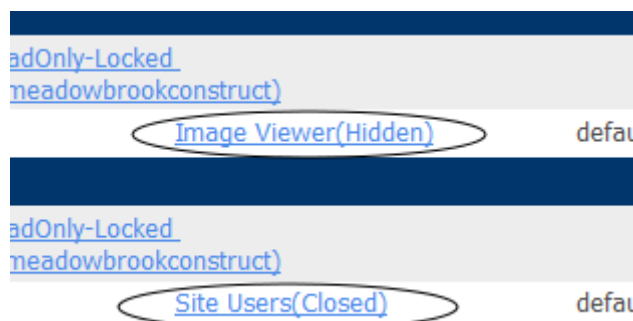 adOnly-Locked
meadowbrookconstruct)
Image Viewer(Hidden) defau
adOnly-Locked
meadowbrookconstruct)
Site Users(Closed) defau